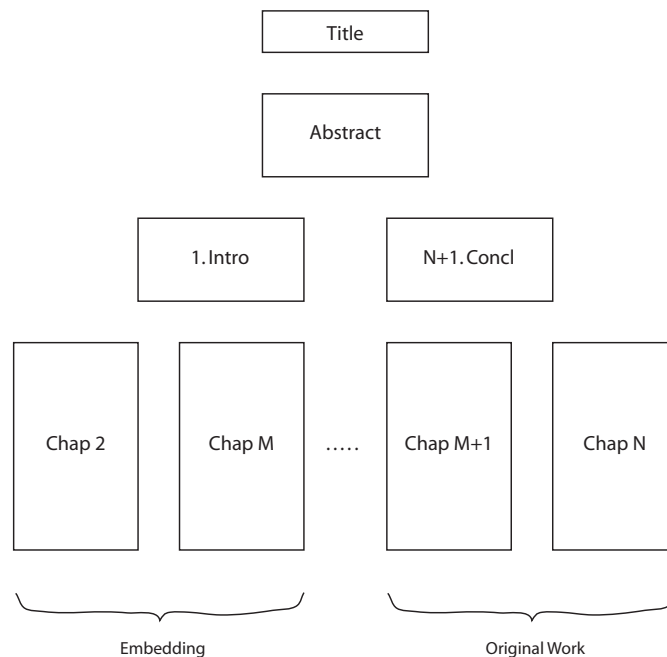 Title
Abstract
1. Intro
N+1. Concl
Chap 2
Chap M
.....
Chap M+1
Chap N
Embedding
Original Work